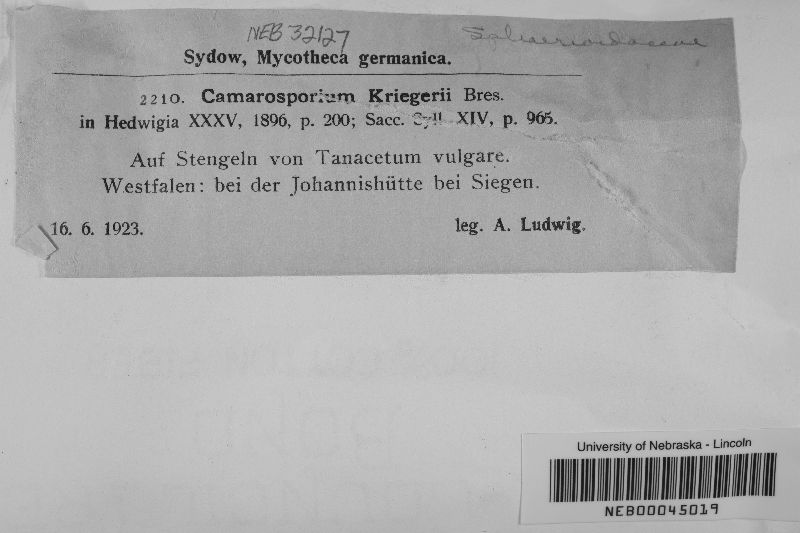 NEB 32127
Sphaerioidaceae
Sydow, Mycotheca germanica.
2210. Camarosporium Kriegerii Bres.
in Hedwigia XXXV, 1896, p. 200; Sacc. Syll. XIV, p. 965.
Auf Stengeln von Tanacetum vulgare.
Westfalen: bei der Johannishütte bei Siegen.
16. 6. 1923. leg. A. Ludwig.
University of Nebraska - Lincoln
NEB00045019